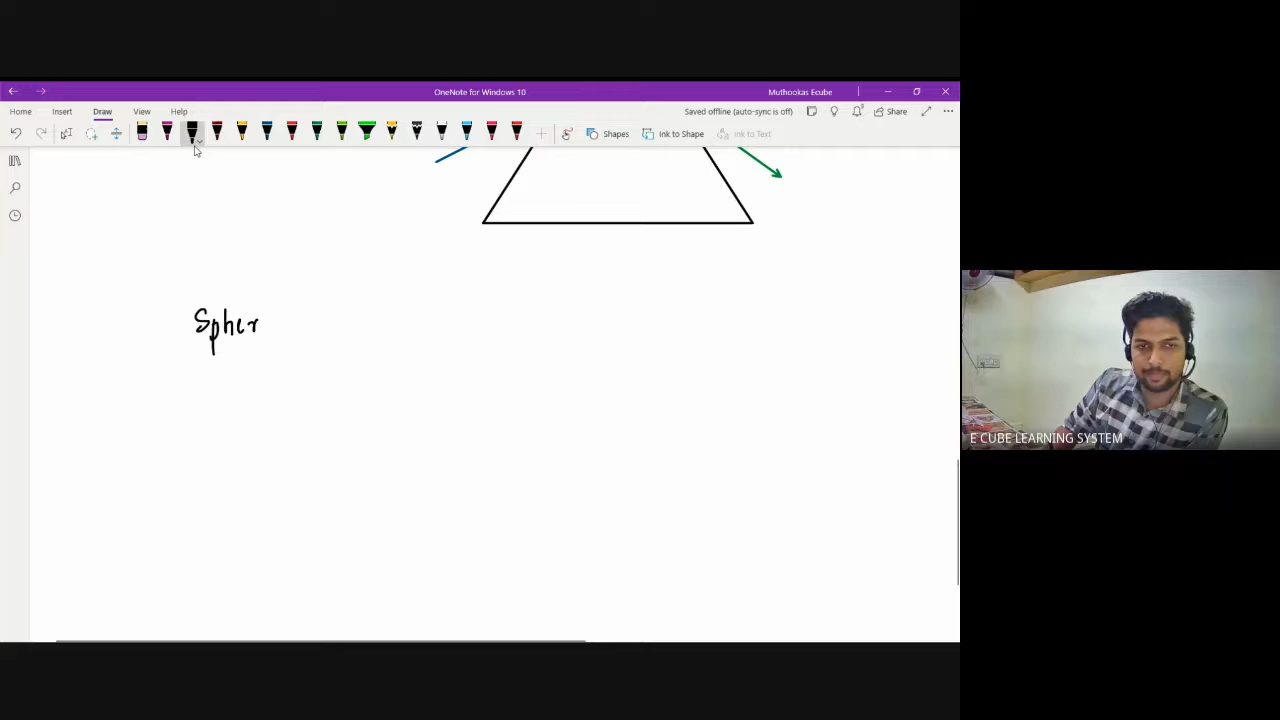 OneNote for Windows 10
Muthookas Ecube
Home Insert Draw View Help
Saved offline (auto-sync is off)
Share
Shapes
Ink to Shape
Ink to Text
Spher
E CUBE LEARNING SYSTEM